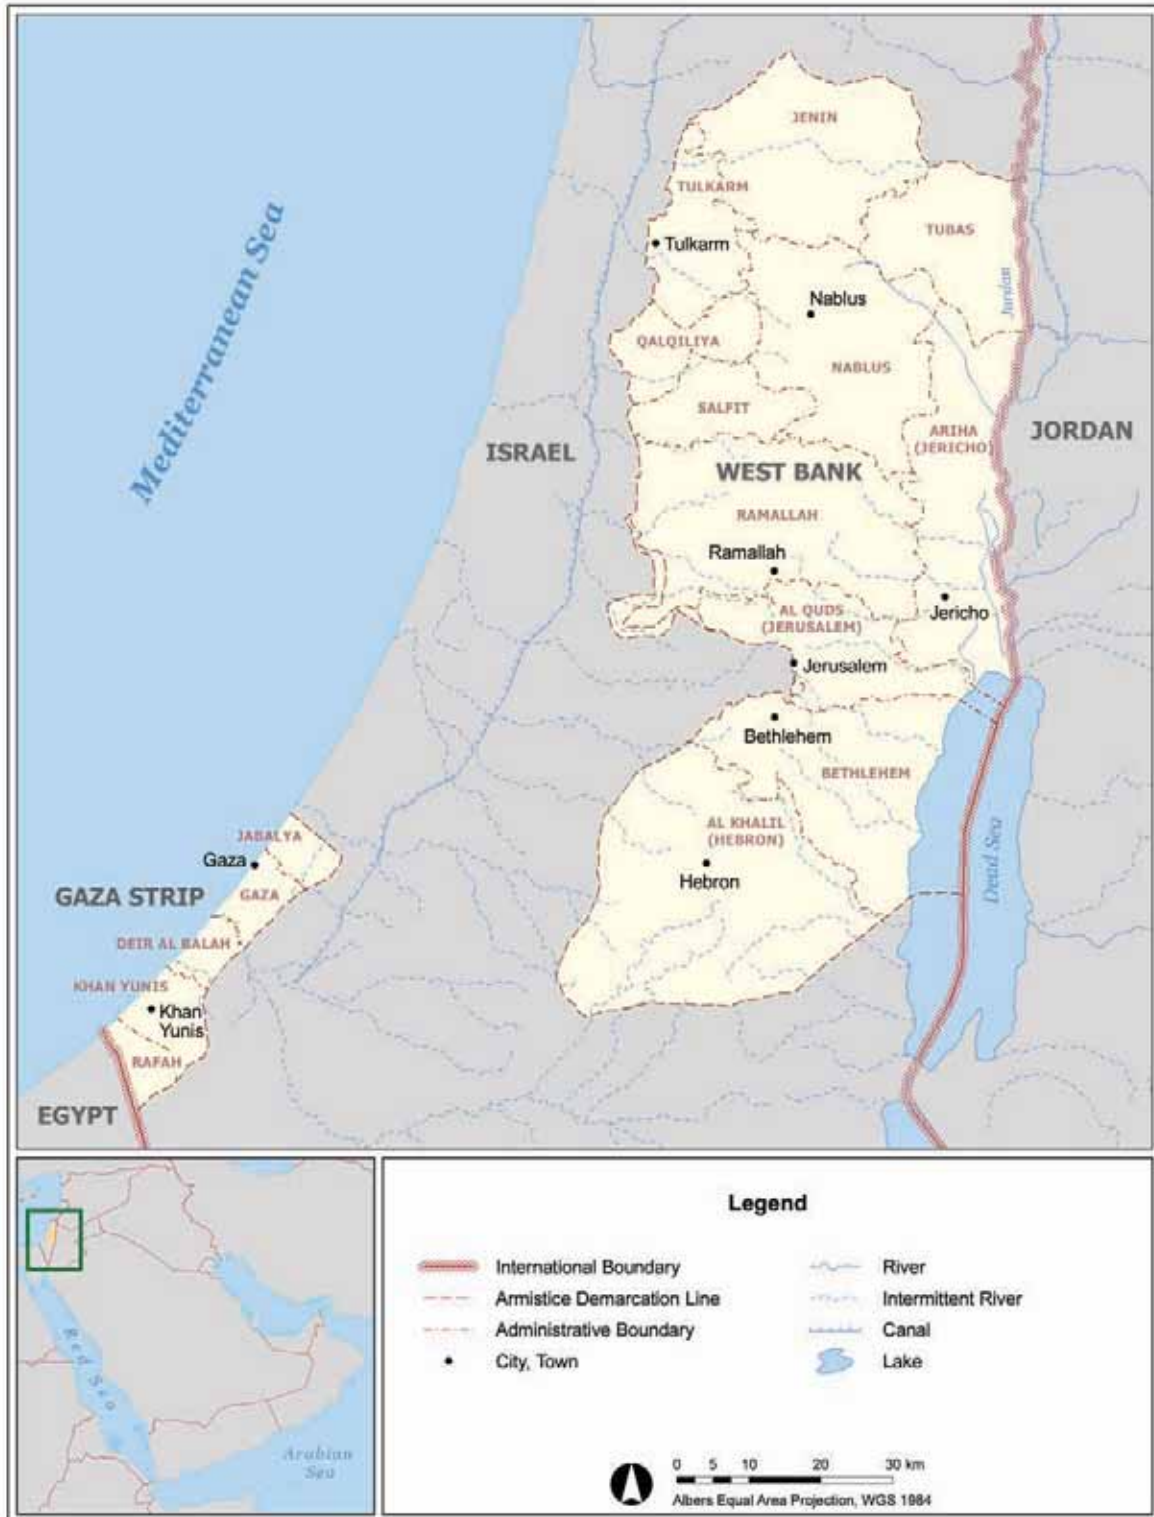 JENIN
TULKARM
TUBAS
Tulkarm
Jordan
Nablus
QALQILIYA
NABLUS
SALFIT
ARIHA
(JERICHO)
JORDAN
Mediterranean Sea
ISRAEL
WEST BANK
RAMALLAH
Ramallah
AL QUDS
(JERUSALEM)
Jericho
Jerusalem
Bethlehem
BETHLEHEM
AL KHALIL
(HEBRON)
Hebron
Dead Sea
JABALYA
Gaza
GAZA
GAZA STRIP
DEIR AL BALAH
KHAN YUNIS
Khan
Yunis
RAFAH
EGYPT
Red Sea
Arabian
Sea
Legend
International Boundary
Armistice Demarcation Line
Administrative Boundary
City, Town
River
Intermittent River
Canal
Lake
0 5 10 20 30 km
Albers Equal Area Projection, WGS 1984